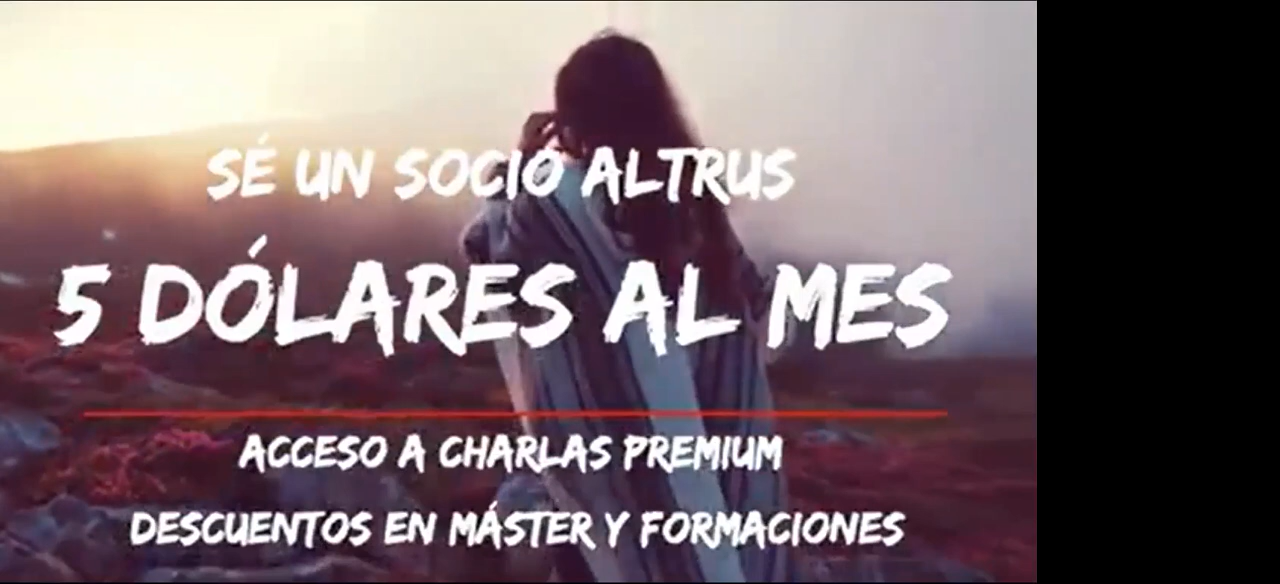 SÉ UN SOCIO ALTRUS
5 DÓLARES AL MES
ACCESO A CHARLAS PREMIUM
DESCUENTOS EN MÁSTER Y FORMACIONES